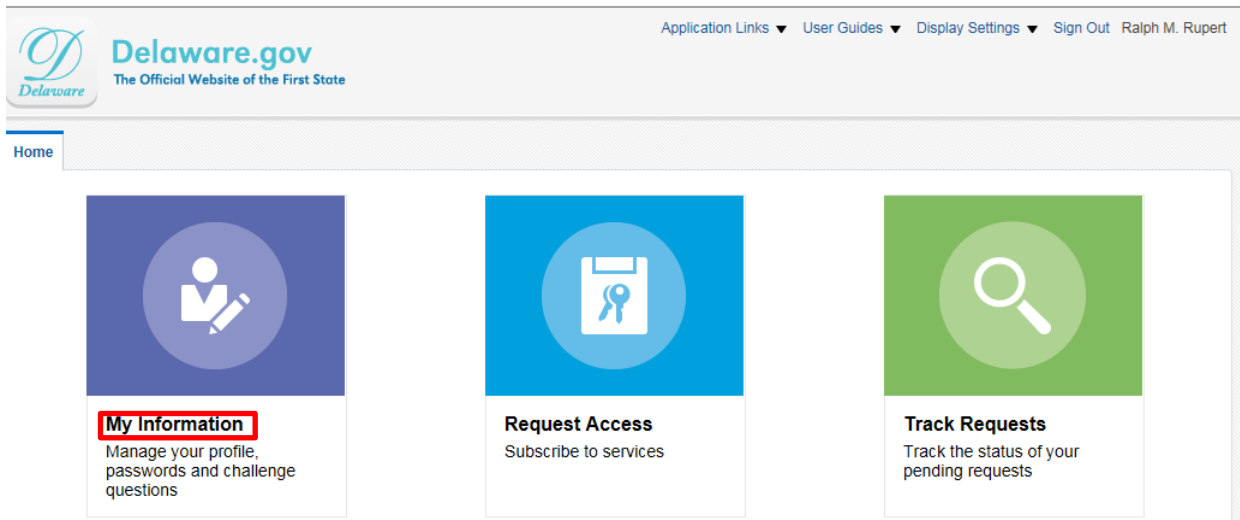 Application Links ▼ User Guides ▼ Display Settings ▼ Sign Out Ralph M. Rupert
Delaware
Delaware.gov
The Official Website of the First State
Home
My Information
Manage your profile,
passwords and challenge
questions
Request Access
Subscribe to services
Track Requests
Track the status of your
pending requests